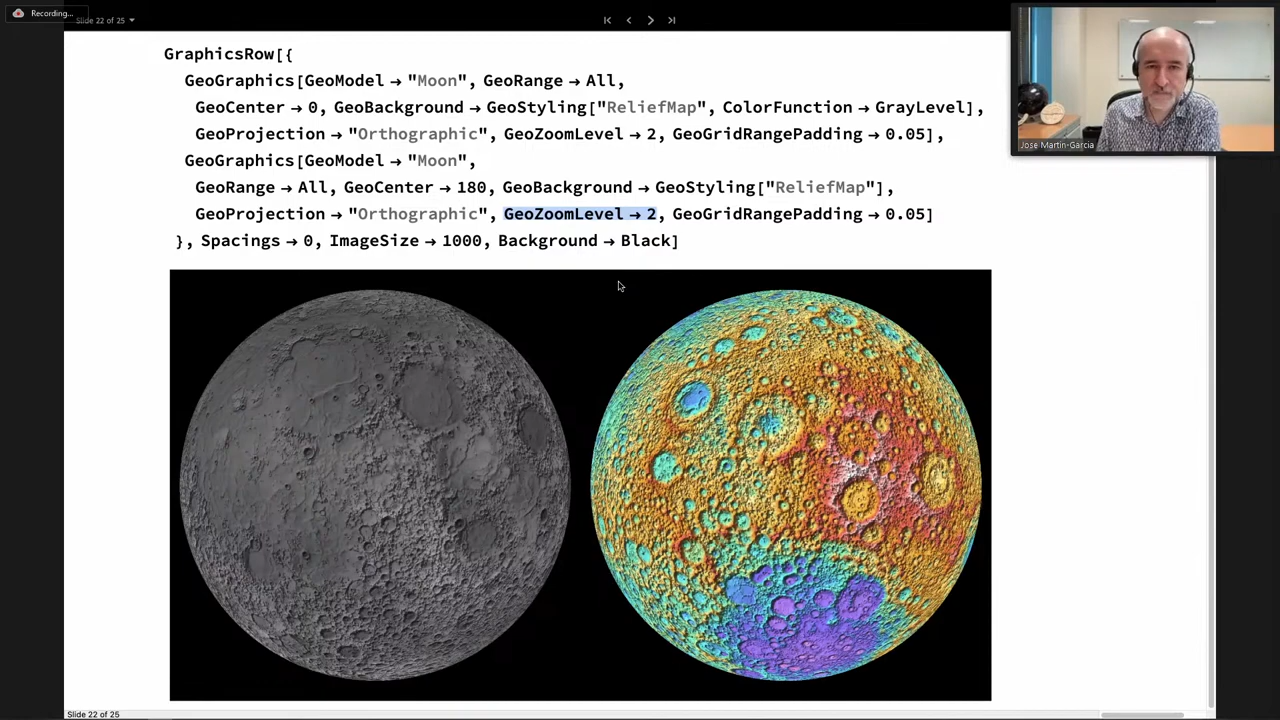 Recording...
Slide 22 of 25
GraphicsRow[{
GeoGraphics[GeoModel → "Moon", GeoRange → All,
GeoCenter → 0, GeoBackground → GeoStyling["ReliefMap", ColorFunction → GrayLevel],
GeoProjection → "Orthographic", GeoZoomLevel → 2, GeoGridRangePadding → 0.05],
GeoGraphics[GeoModel → "Moon",
GeoRange → All, GeoCenter → 180, GeoBackground → GeoStyling["ReliefMap"],
GeoProjection → "Orthographic", GeoZoomLevel → 2, GeoGridRangePadding → 0.05]
}, Spacings → 0, ImageSize → 1000, Background → Black]
Jose Martin-Garcia
Slide 22 of 25